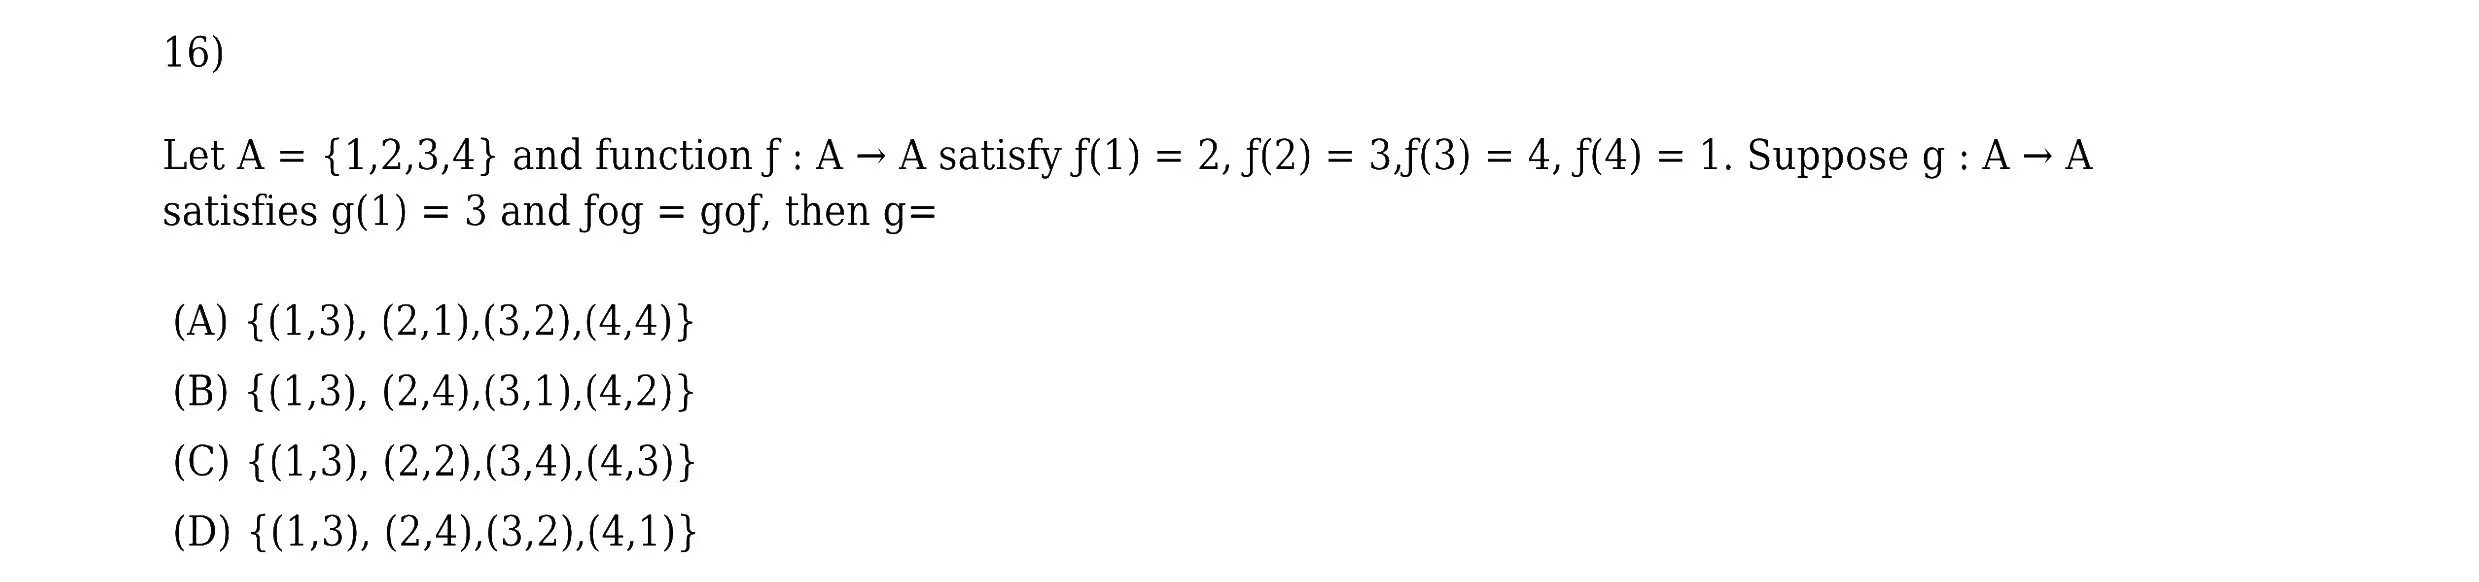 16)
Let A = {1,2,3,4} and function ƒ : A → A satisfy ƒ(1) = 2, ƒ(2) = 3,ƒ(3) = 4, ƒ(4) = 1. Suppose g : A → A
satisfies g(1) = 3 and ƒog = goƒ, then g=
(A) {(1,3), (2,1),(3,2),(4,4)}
(B) {(1,3), (2,4),(3,1),(4,2)}
(C) {(1,3), (2,2),(3,4),(4,3)}
(D) {(1,3), (2,4),(3,2),(4,1)}